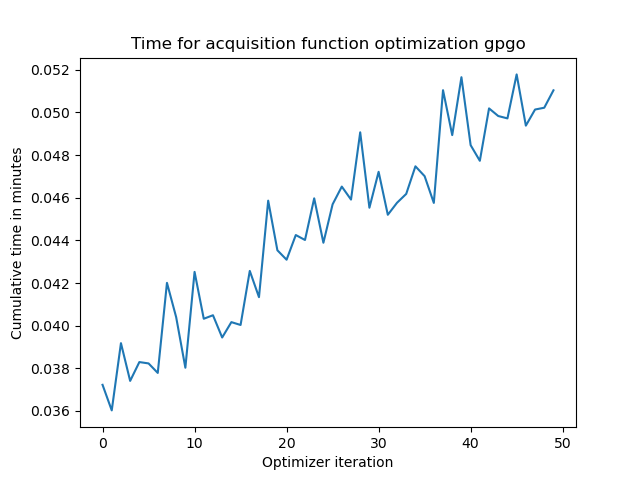 Time for acquisition function optimization gpgo
0.052
0.050
0.048
0.046
0.044
0.042
0.040
0.038
0.036
Cumulative time in minutes
0 10 20 30 40 50
Optimizer iteration